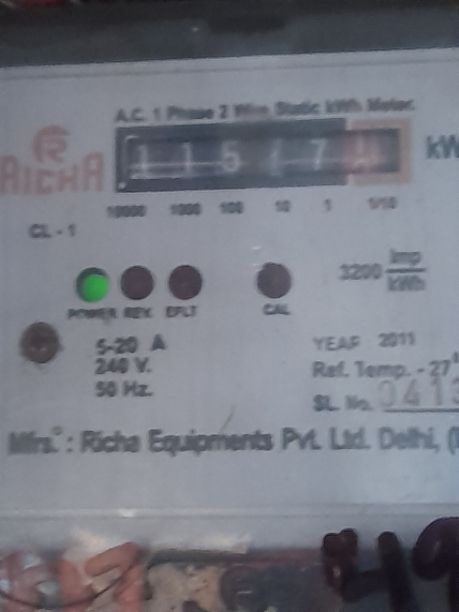 A.C. 1 Phase 2 Wire Static kWh Meter
RICHA
1 1 5 7
10000 1000 100 10 1 1/10
CL - 1
3200 Imp/kWh
POWER REV. EFLT CAL
5-20 A
240 V.
50 Hz.
YEAR 2011
Ref. Temp. - 27
SL. No. 0413
Mfrs. : Richa Equipments Pvt. Ltd. Delhi, (